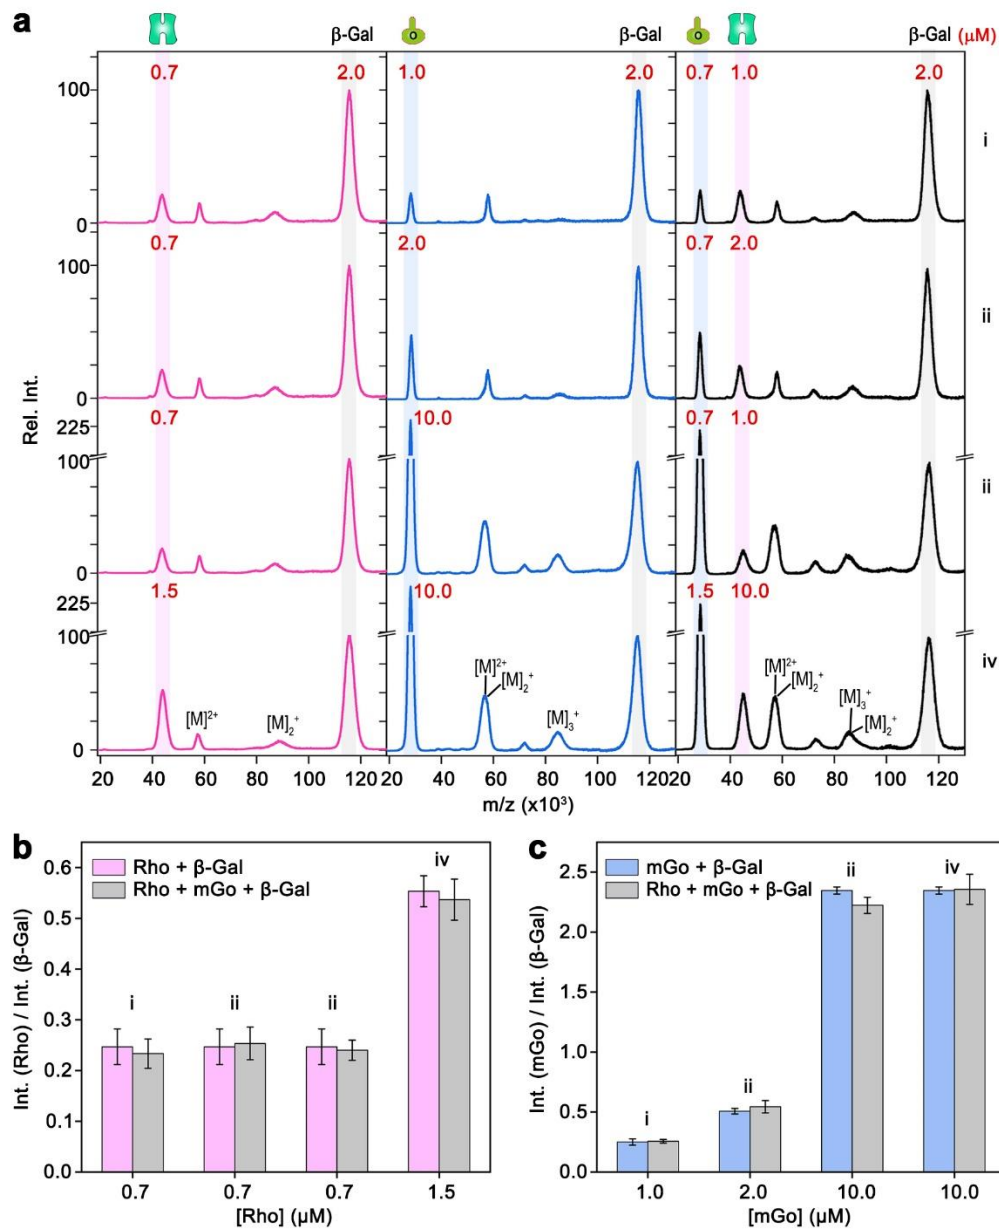 a
β-Gal
β-Gal
β-Gal (μM)
0.7 2.0 1.0 2.0 0.7 1.0 2.0
100
0
i
0.7 2.0 0.7 2.0
100
0
ii
0.7 10.0 0.7 1.0
225
100
0
ii
1.5 10.0 1.5 10.0
225
100
0
iv
Rel. Int.
[M]²⁺
[M]₂⁺
[M]²⁺
[M]₂⁺
[M]₃⁺
[M]²⁺
[M]₂⁺
[M]₃⁺
[M]₂⁺
20 40 60 80 100 120 20 40 60 80 100 120 20 40 60 80 100 120
m/z (x10³)
b
Rho + β-Gal
Rho + mGo + β-Gal
Int. (Rho) / Int. (β-Gal)
0.6
0.5
0.4
0.3
0.2
0.1
0.0
i ii ii iv
0.7 0.7 0.7 1.5
[Rho] (μM)
c
mGo + β-Gal
Rho + mGo + β-Gal
Int. (mGo) / Int. (β-Gal)
2.5
2.0
1.5
1.0
0.5
0.0
i ii ii iv
1.0 2.0 10.0 10.0
[mGo] (μM)